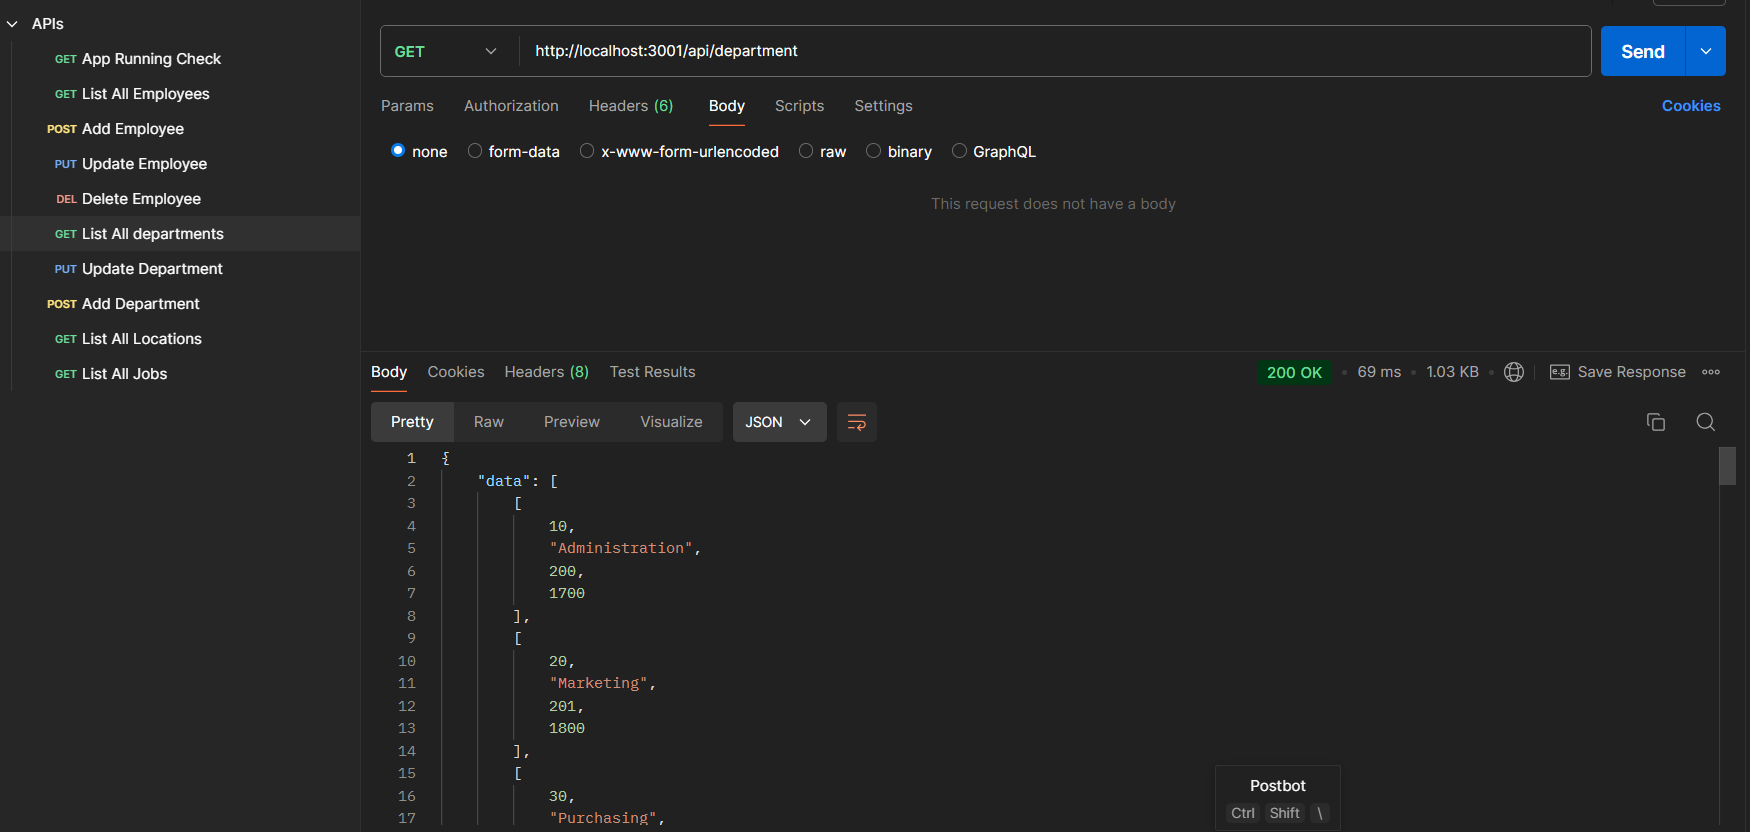 APIs
GET App Running Check
GET List All Employees
POST Add Employee
PUT Update Employee
DEL Delete Employee
GET List All departments
PUT Update Department
POST Add Department
GET List All Locations
GET List All Jobs
GET http://localhost:3001/api/department Send
Params Authorization Headers (6) Body Scripts Settings Cookies
none form-data x-www-form-urlencoded raw binary GraphQL
This request does not have a body
Body Cookies Headers (8) Test Results 200 OK • 69 ms • 1.03 KB • e.g. Save Response
Pretty Raw Preview Visualize JSON
1 {
2 "data": [
3 [
4 10,
5 "Administration",
6 200,
7 1700
8 ],
9 [
10 20,
11 "Marketing",
12 201,
13 1800
14 ],
15 [
16 30,
17 "Purchasing",
Postbot
Ctrl Shift \